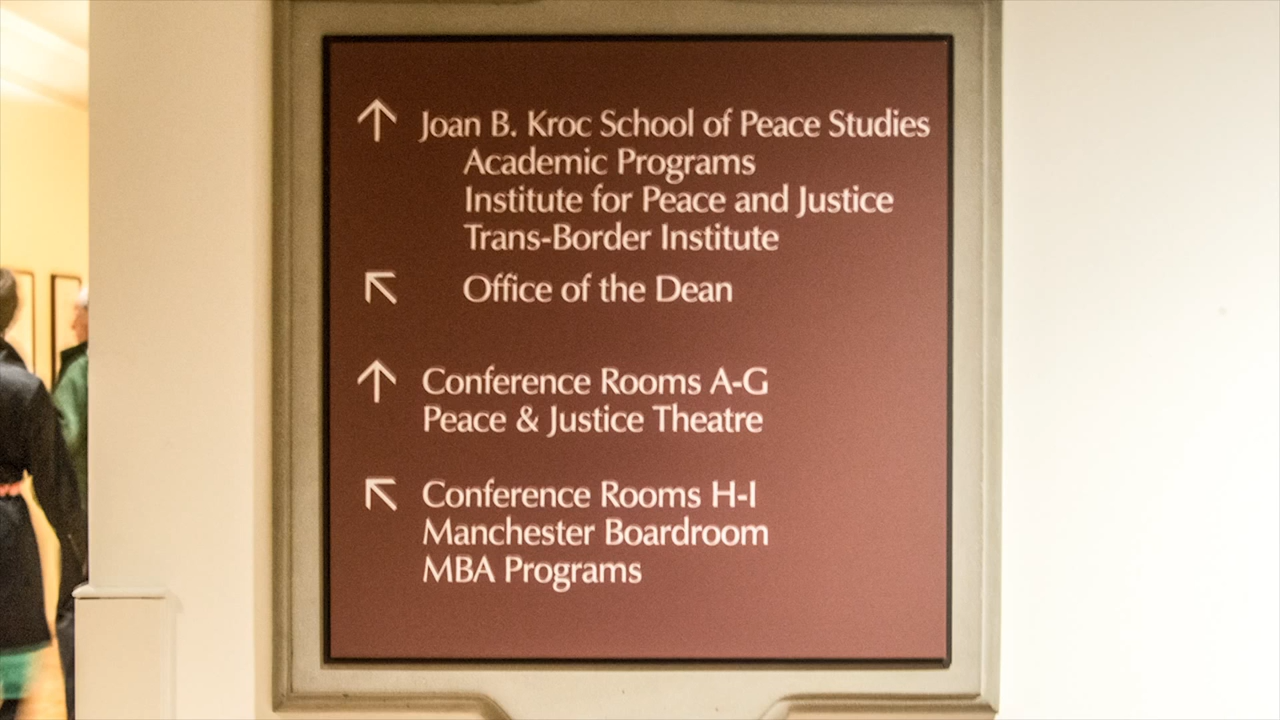 Joan B. Kroc School of Peace Studies
Academic Programs
Institute for Peace and Justice
Trans-Border Institute
Office of the Dean
Conference Rooms A-G
Peace & Justice Theatre
Conference Rooms H-I
Manchester Boardroom
MBA Programs